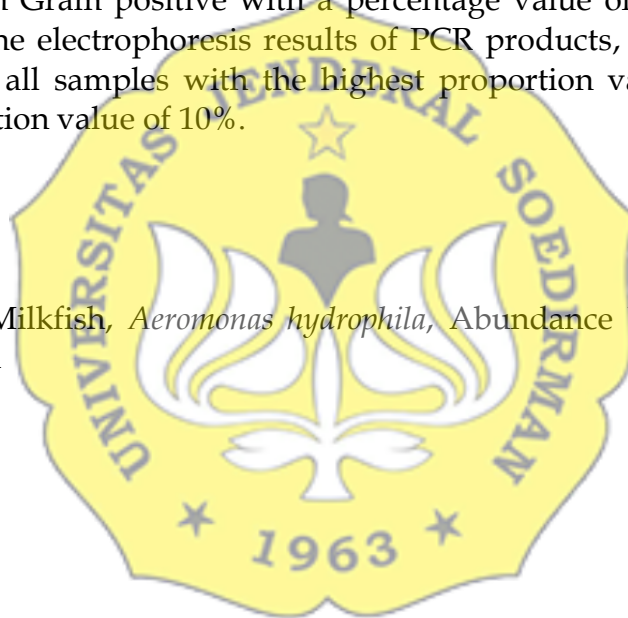 Gram positive with a percentage value of
ne electrophoresis results of PCR products,
all samples with the highest proportion va
tion value of 10%.
UNIVERSITAS JENDERAL SOEDIRMAN
Milkfish, Aeromonas hydrophila, Abundance
1963